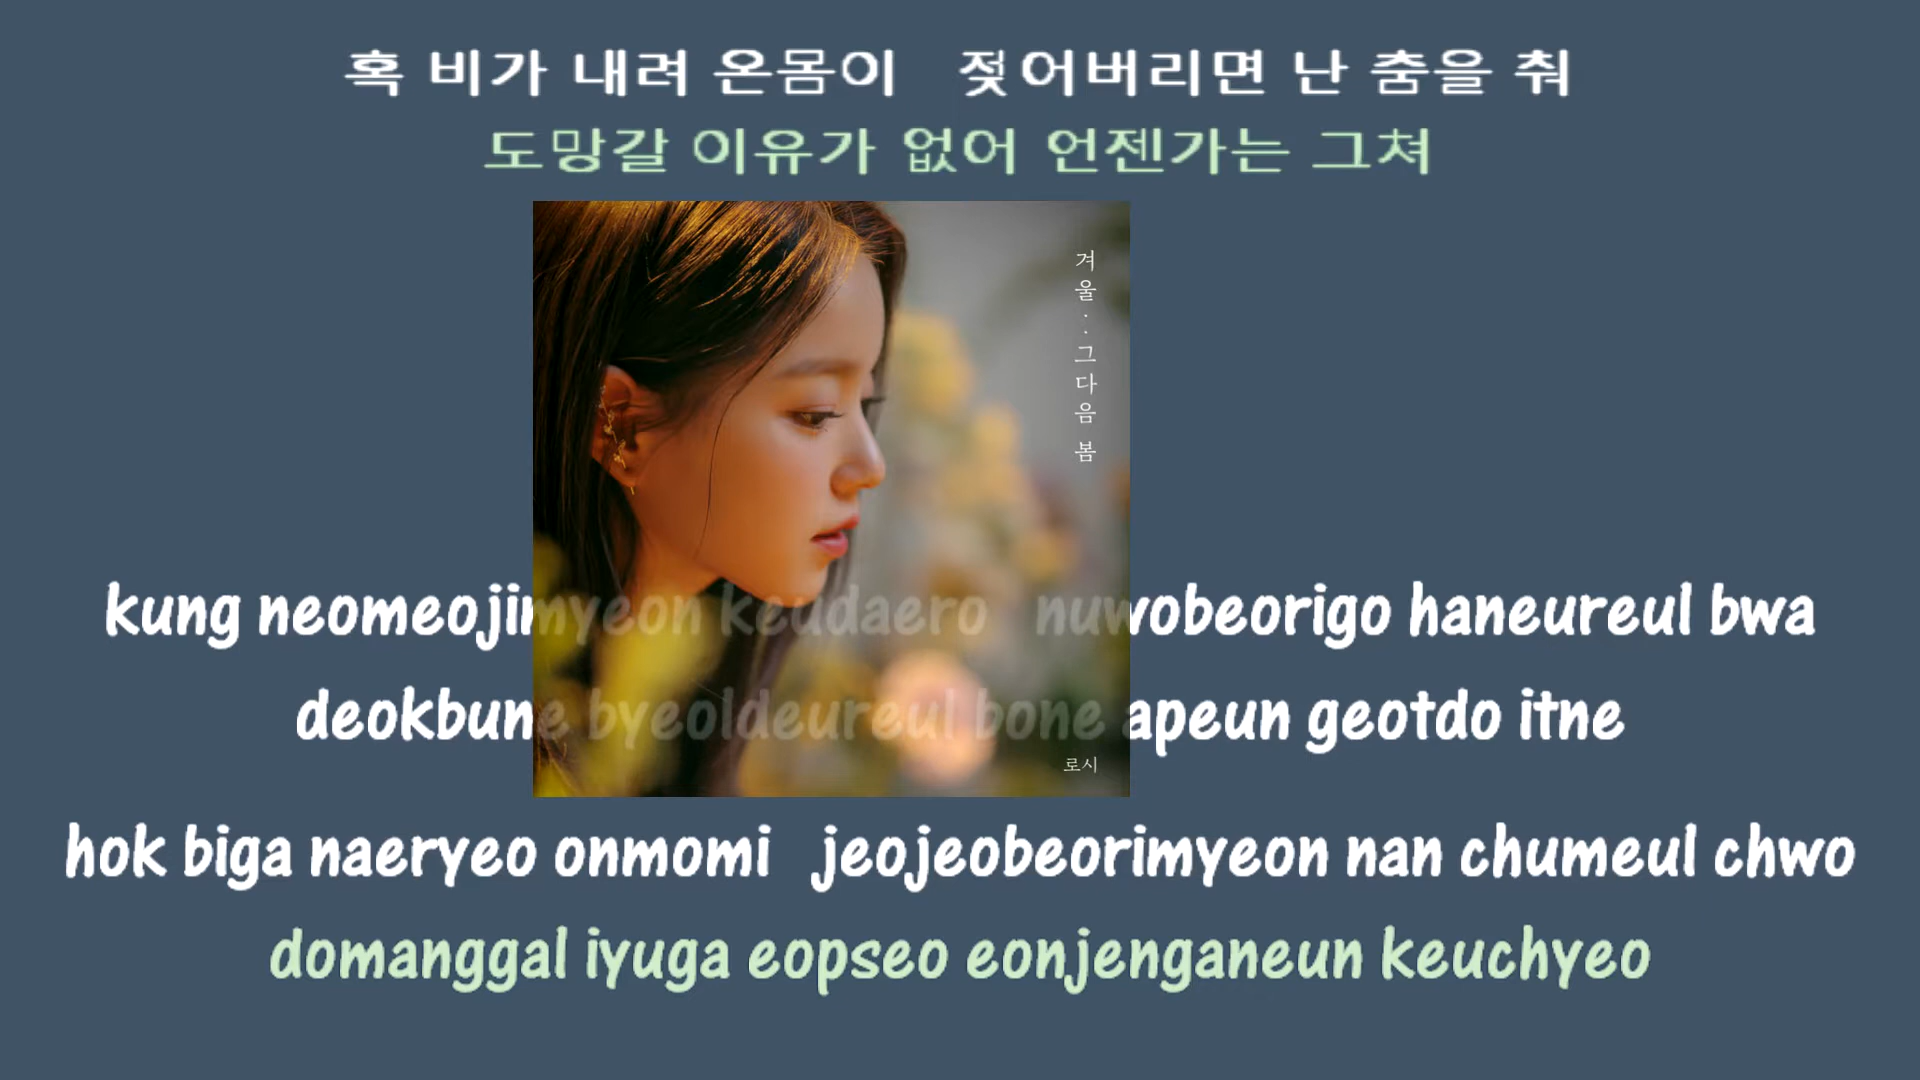 혹 비가 내려 온몸이 젖어버리면 난 춤을 춰
도망갈 이유가 없어 언젠가는 그쳐
겨울··그다음 봄
kung neomeojimyeon keudaero nuwobeorigo haneureul bwa
deokbune byeoldeureul bone apeun geotdo itne
로시
hok biga naeryeo onmomi jeojeobeorimyeon nan chumeul chwo
domanggal iyuga eopseo eonjenganeun keuchyeo